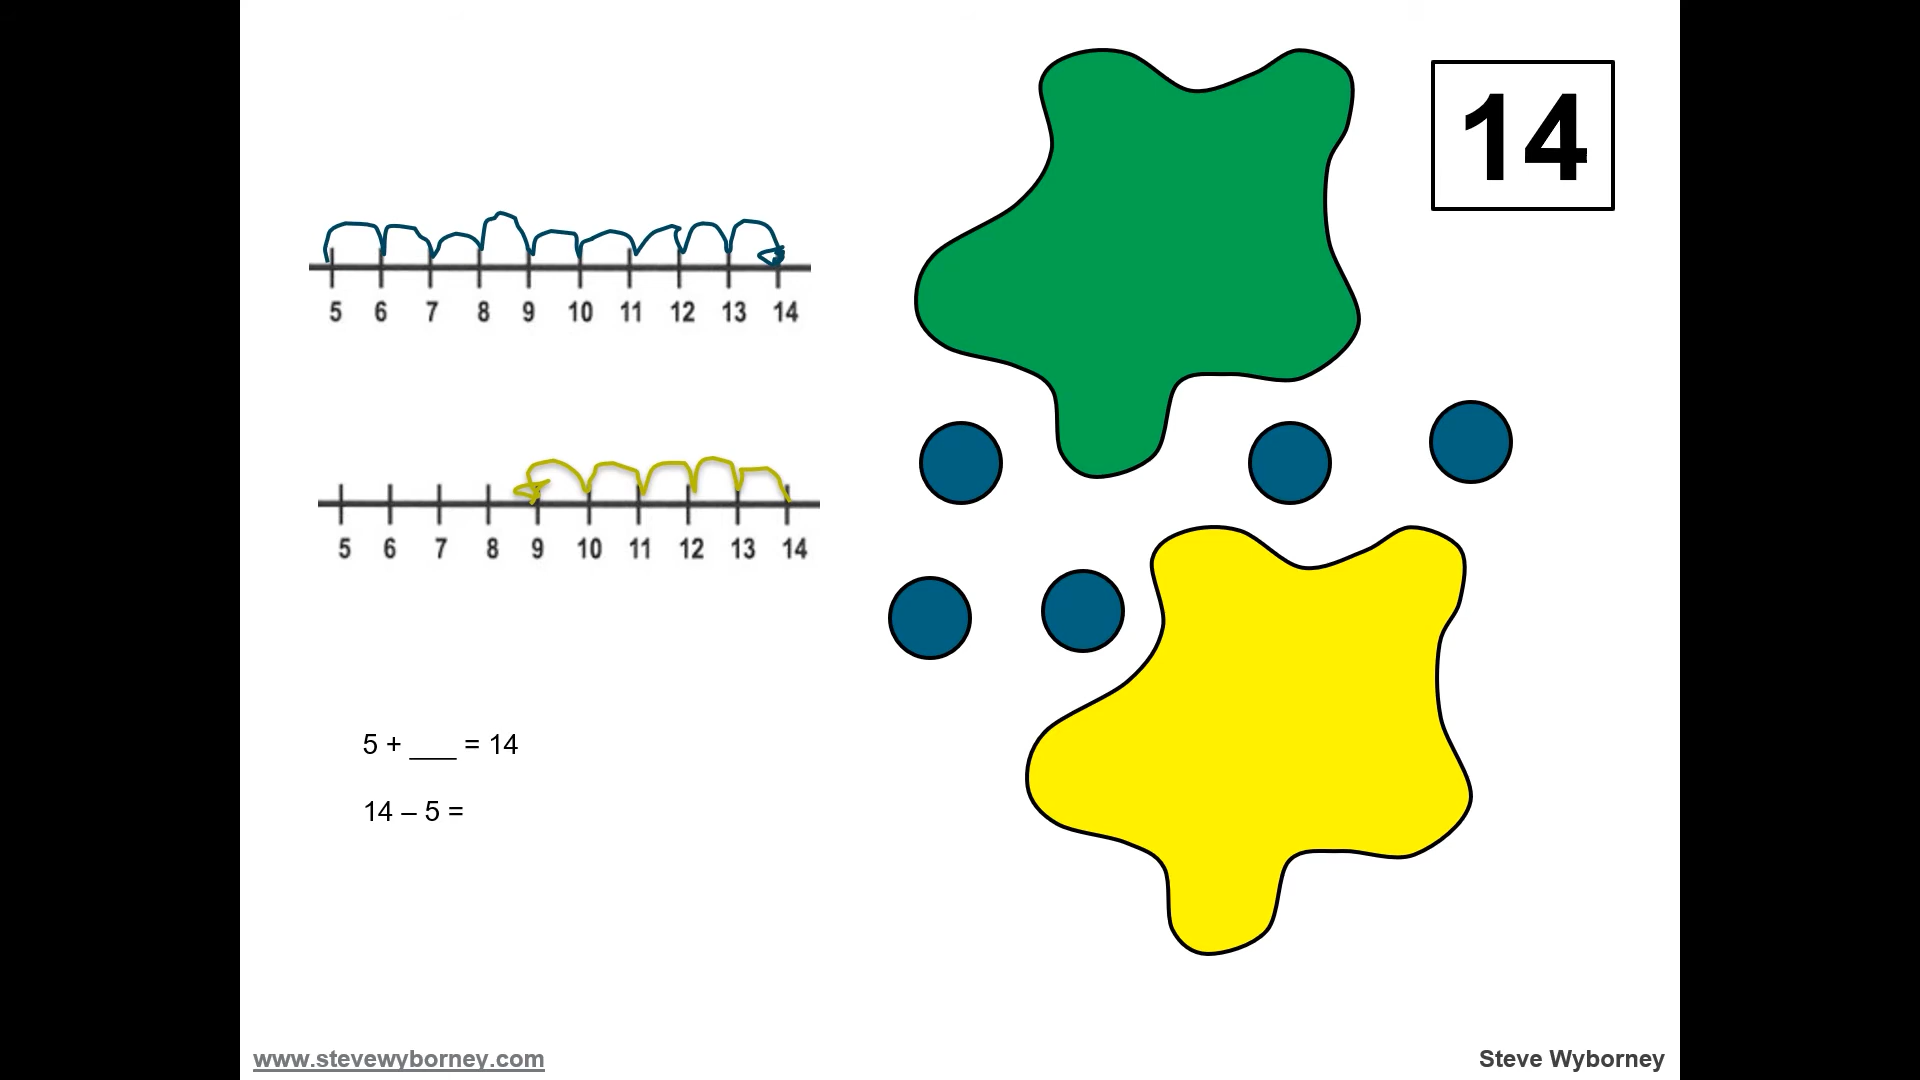 14
5 6 7 8 9 10 11 12 13 14
5 6 7 8 9 10 11 12 13 14
5 + ___ = 14
14 – 5 =
www.stevewyborney.com
Steve Wyborney